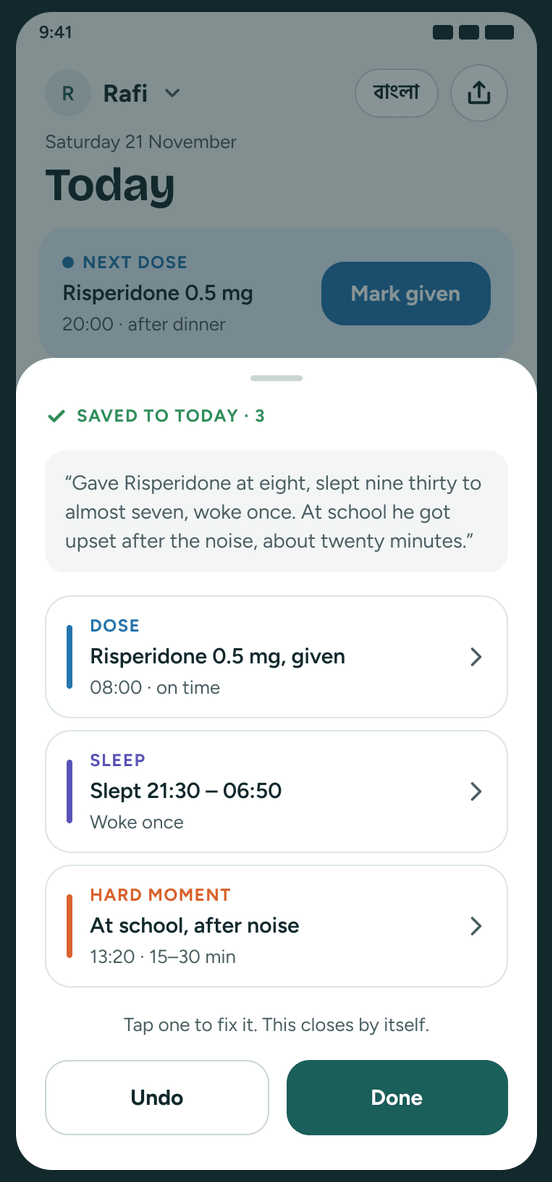 9:41
R
Rafi
বাংলা
Saturday 21 November
Today
NEXT DOSE
Risperidone 0.5 mg
20:00 · after dinner
Mark given
SAVED TO TODAY · 3
“Gave Risperidone at eight, slept nine thirty to
almost seven, woke once. At school he got
upset after the noise, about twenty minutes.”
DOSE
Risperidone 0.5 mg, given
08:00 · on time
SLEEP
Slept 21:30 – 06:50
Woke once
HARD MOMENT
At school, after noise
13:20 · 15–30 min
Tap one to fix it. This closes by itself.
Undo
Done